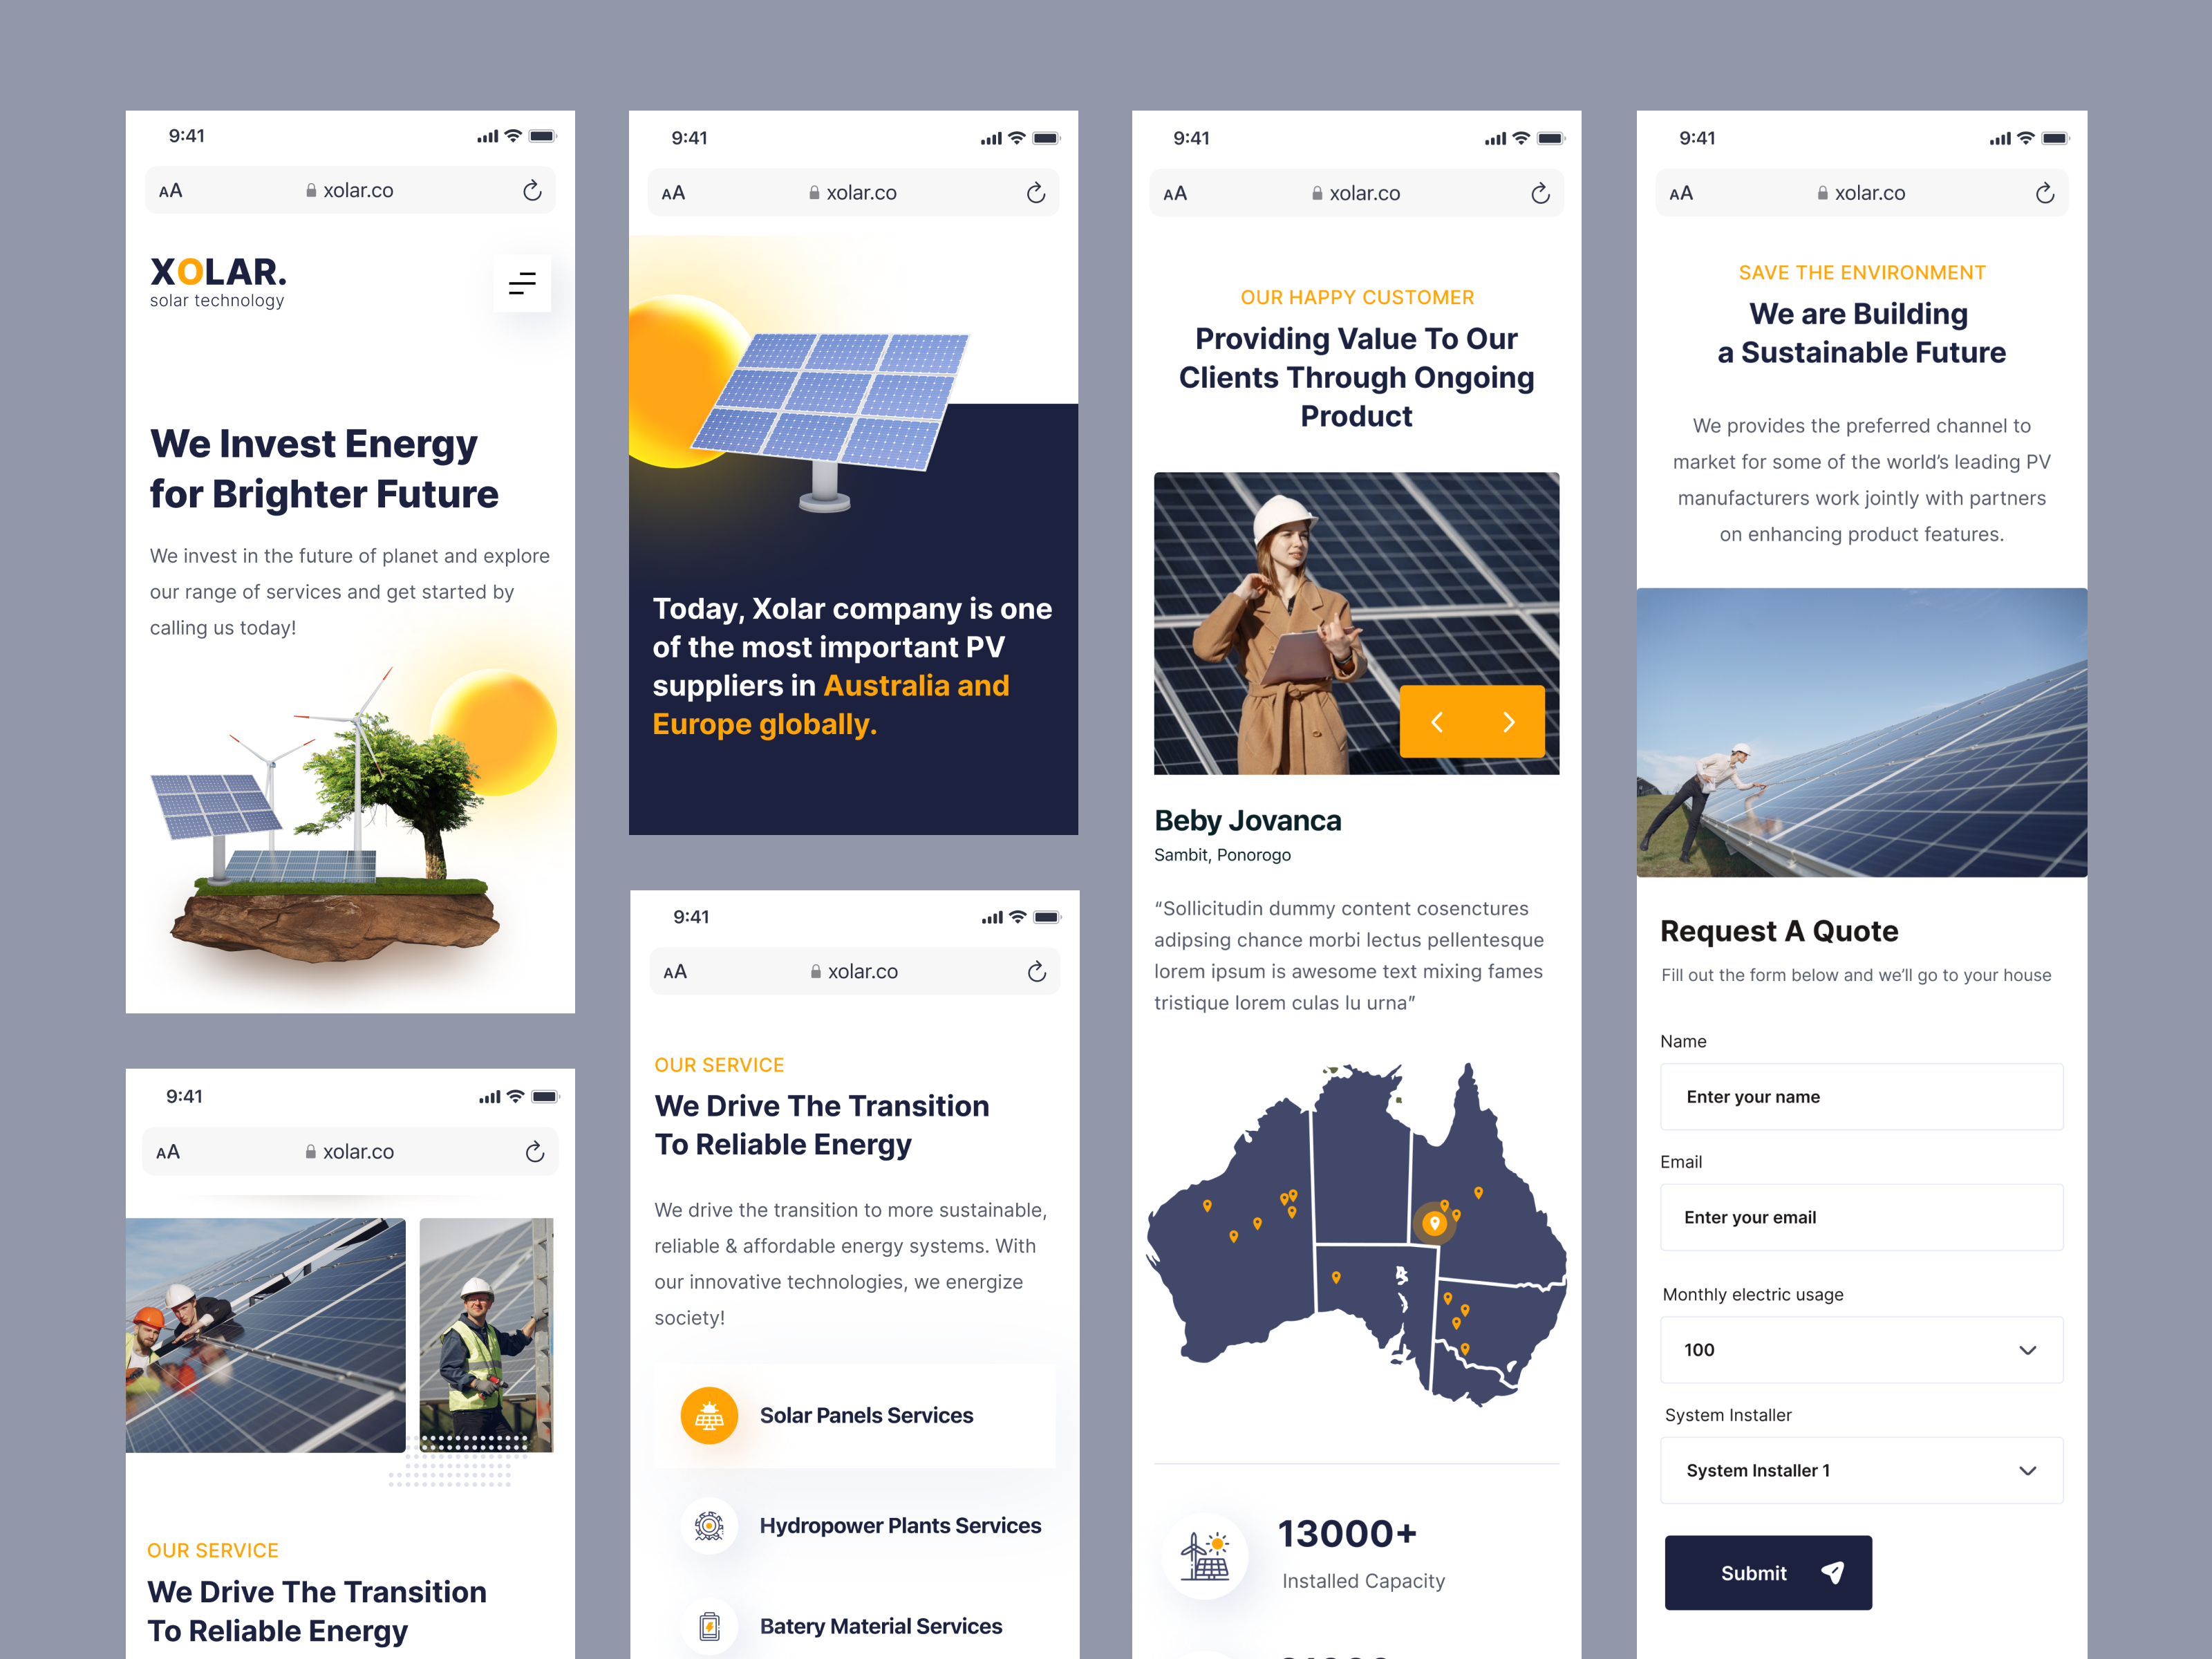 9:41
AA
xolar.co
XOLAR.
solar technology
We Invest Energy
for Brighter Future
We invest in the future of planet and explore
our range of services and get started by
calling us today!
9:41
AA
xolar.co
OUR SERVICE
We Drive The Transition
To Reliable Energy
9:41
AA
xolar.co
Today, Xolar company is one
of the most important PV
suppliers in Australia and
Europe globally.
9:41
AA
xolar.co
OUR SERVICE
We Drive The Transition
To Reliable Energy
We drive the transition to more sustainable,
reliable & affordable energy systems. With
our innovative technologies, we energize
society!
Solar Panels Services
Hydropower Plants Services
Batery Material Services
9:41
AA
xolar.co
OUR HAPPY CUSTOMER
Providing Value To Our
Clients Through Ongoing
Product
Beby Jovanca
Sambit, Ponorogo
“Sollicitudin dummy content cosenctures
adipsing chance morbi lectus pellentesque
lorem ipsum is awesome text mixing fames
tristique lorem culas lu urna”
13000+
Installed Capacity
9:41
AA
xolar.co
SAVE THE ENVIRONMENT
We are Building
a Sustainable Future
We provides the preferred channel to
market for some of the world’s leading PV
manufacturers work jointly with partners
on enhancing product features.
Request A Quote
Fill out the form below and we’ll go to your house
Name
Enter your name
Email
Enter your email
Monthly electric usage
100
System Installer
System Installer 1
Submit